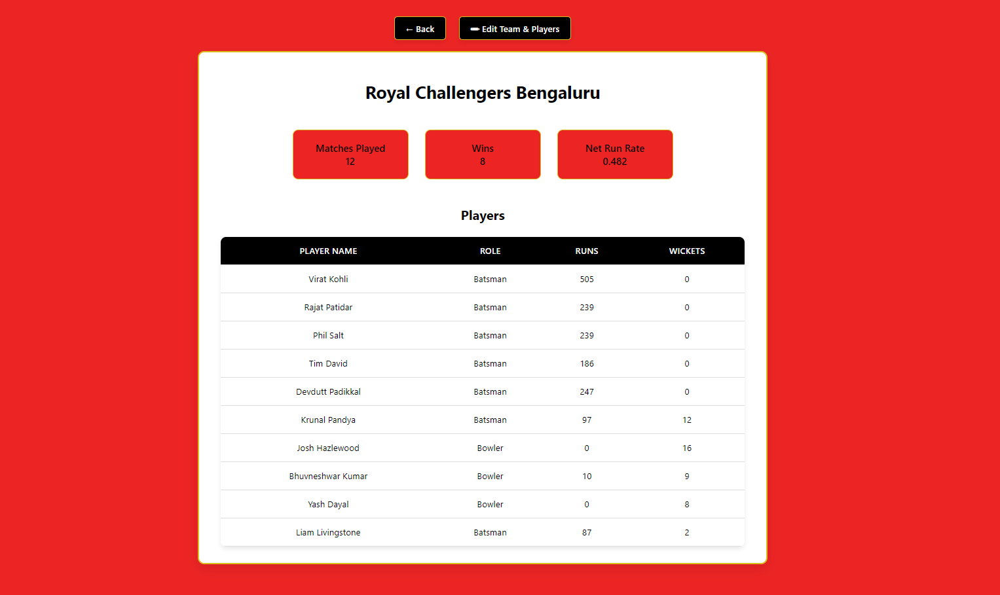 ← Back
Edit Team & Players
Royal Challengers Bengaluru
Matches Played
12
Wins
8
Net Run Rate
0.482
Players
PLAYER NAME ROLE RUNS WICKETS
Virat Kohli Batsman 505 0
Rajat Patidar Batsman 239 0
Phil Salt Batsman 239 0
Tim David Batsman 186 0
Devdutt Padikkal Batsman 247 0
Krunal Pandya Batsman 97 12
Josh Hazlewood Bowler 0 16
Bhuvneshwar Kumar Bowler 10 9
Yash Dayal Bowler 0 8
Liam Livingstone Batsman 87 2